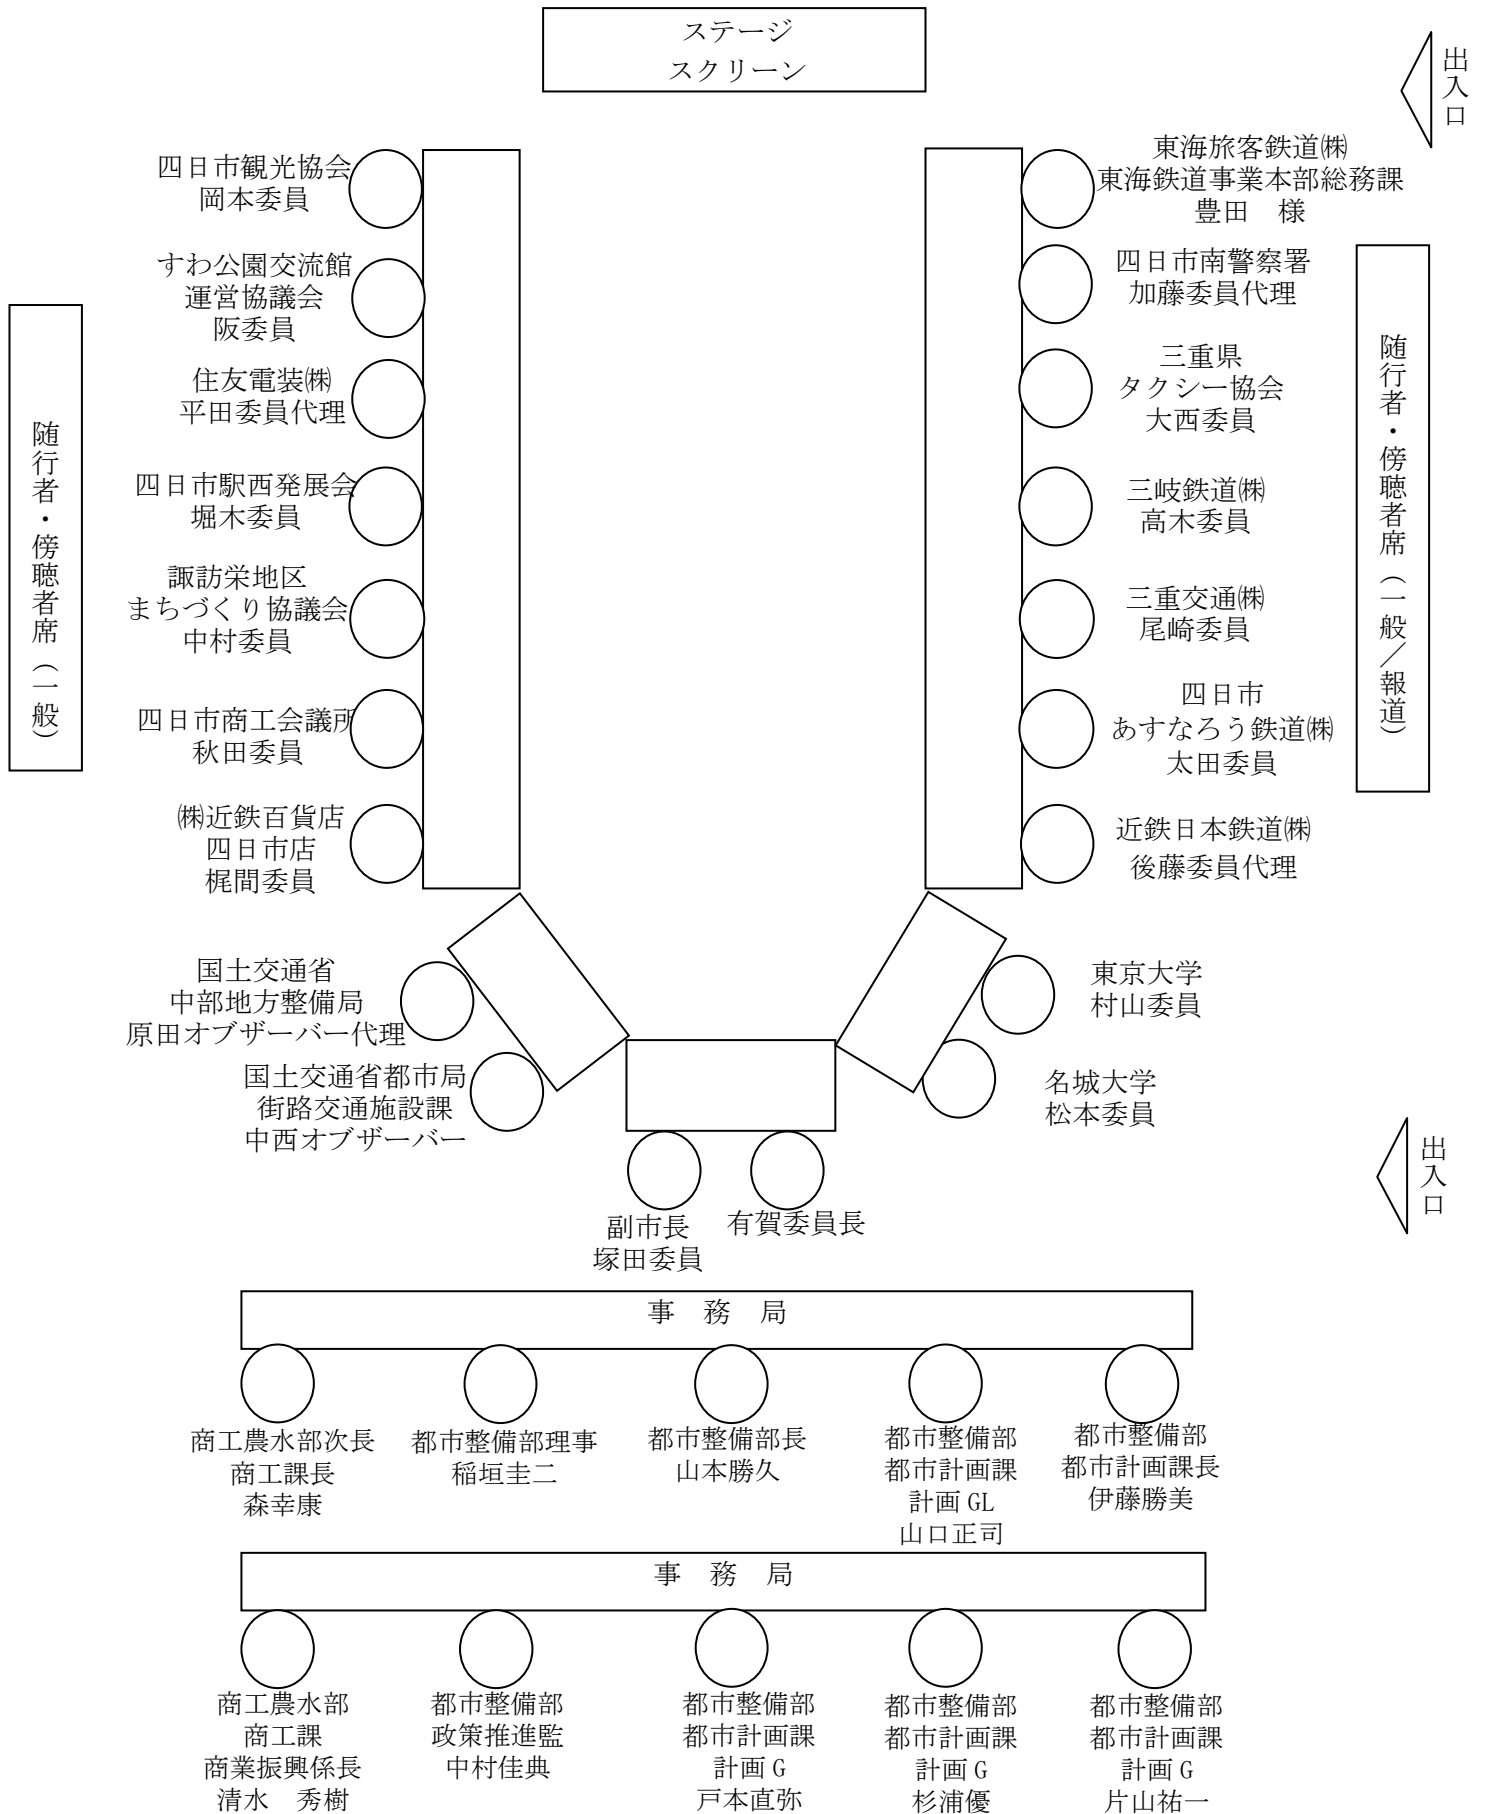 ステージ
スクリーン
出入口
四日市観光協会
岡本委員
すわ公園交流館
運営協議会
阪委員
住友電装㈱
平田委員代理
四日市駅西発展会
堀木委員
諏訪栄地区
まちづくり協議会
中村委員
四日市商工会議所
秋田委員
㈱近鉄百貨店
四日市店
梶間委員
国土交通省
中部地方整備局
原田オブザーバー代理
国土交通省都市局
街路交通施設課
中西オブザーバー
随行者・傍聴者席（一般）
東海旅客鉄道㈱
東海鉄道事業本部総務課
豊田　様
四日市南警察署
加藤委員代理
三重県
タクシー協会
大西委員
三岐鉄道㈱
高木委員
三重交通㈱
尾崎委員
四日市
あすなろう鉄道㈱
太田委員
近鉄日本鉄道㈱
後藤委員代理
東京大学
村山委員
名城大学
松本委員
随行者・傍聴者席（一般／報道）
出入口
副市長
塚田委員
有賀委員長
事　務　局
商工農水部次長
商工課長
森幸康
都市整備部理事
稲垣圭二
都市整備部長
山本勝久
都市整備部
都市計画課
計画 GL
山口正司
都市整備部
都市計画課長
伊藤勝美
事　務　局
商工農水部
商工課
商業振興係長
清水　秀樹
都市整備部
政策推進監
中村佳典
都市整備部
都市計画課
計画 G
戸本直弥
都市整備部
都市計画課
計画 G
杉浦優
都市整備部
都市計画課
計画 G
片山祐一